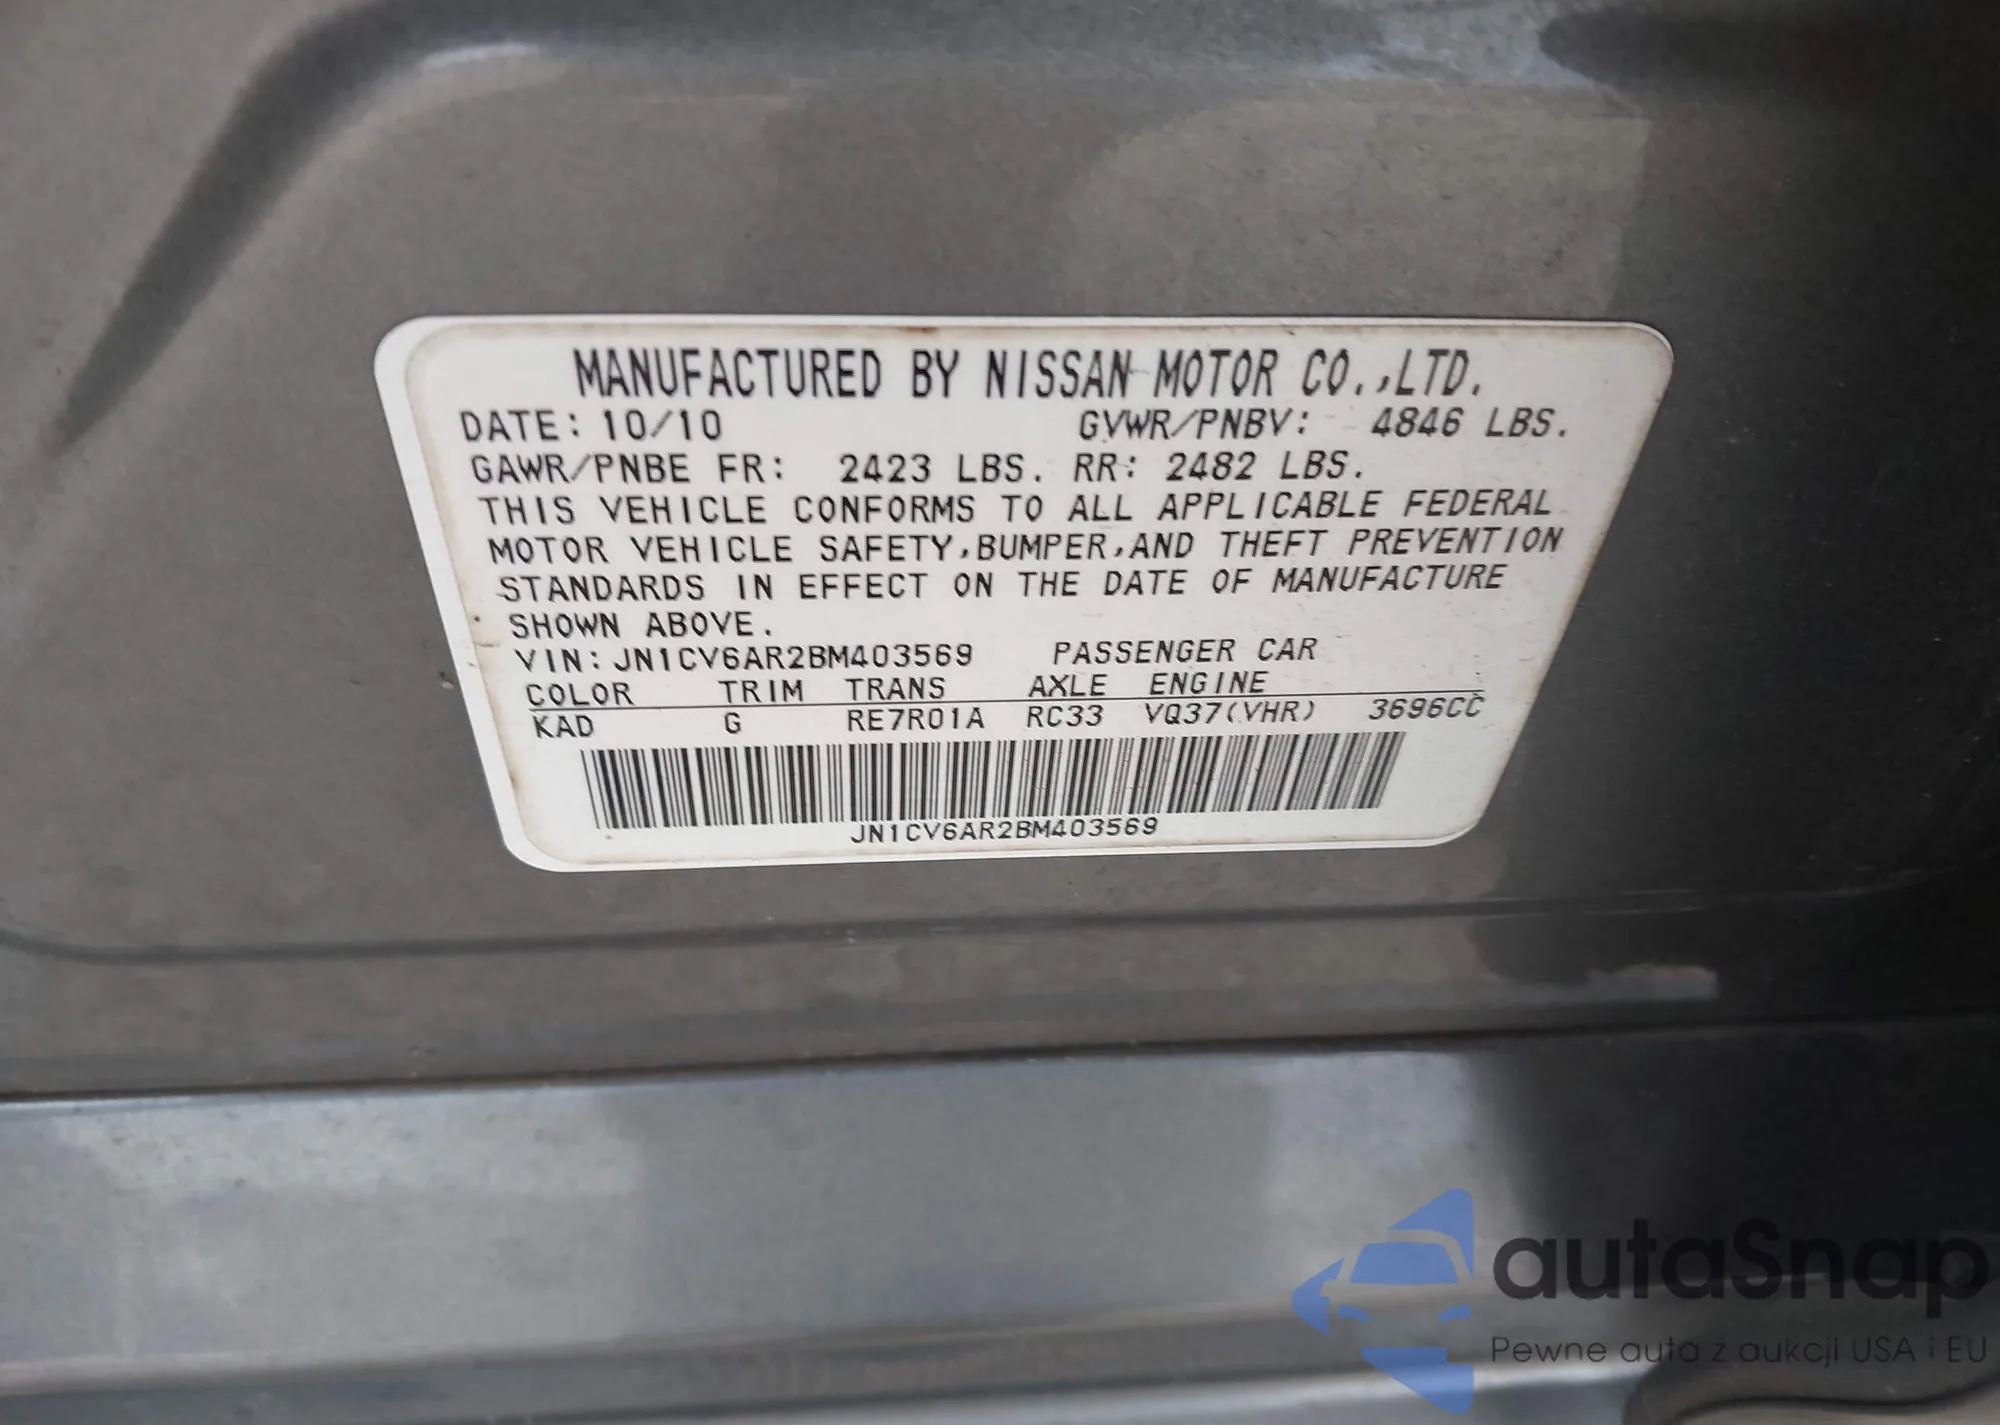 MANUFACTURED BY NISSAN MOTOR CO.,LTD.
DATE: 10/10 GVWR/PNBV: 4846 LBS.
GAWR/PNBE FR: 2423 LBS. RR: 2482 LBS.
THIS VEHICLE CONFORMS TO ALL APPLICABLE FEDERAL
MOTOR VEHICLE SAFETY,BUMPER,AND THEFT PREVENTION
STANDARDS IN EFFECT ON THE DATE OF MANUFACTURE
SHOWN ABOVE.
VIN: JN1CV6AR2BM403569 PASSENGER CAR
COLOR TRIM TRANS AXLE ENGINE
KAD G RE7R01A RC33 VQ37(VHR) 3696CC
JN1CV6AR2BM403569
autaSnap
Pewne auta z aukcji USA i EU